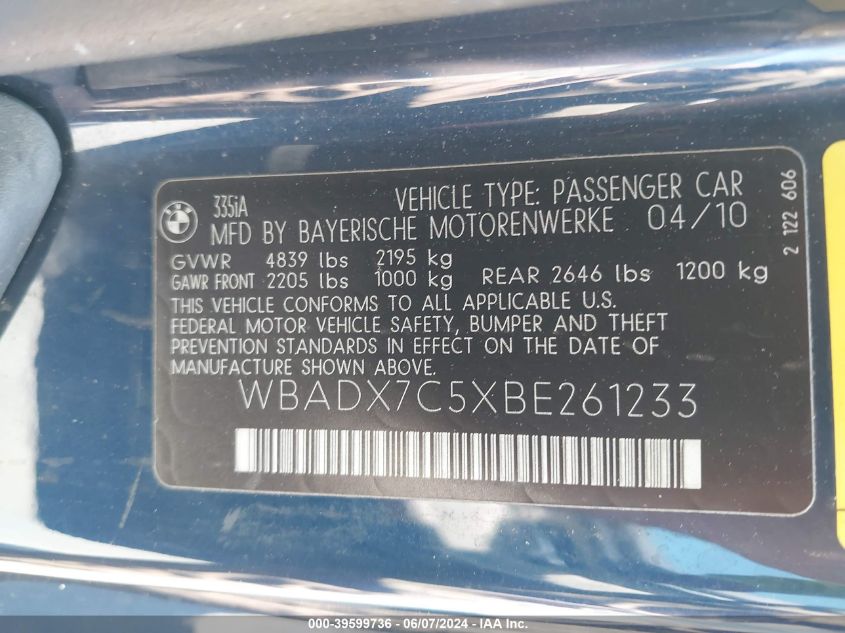 BMW
335iA
VEHICLE TYPE: PASSENGER CAR
MFD BY BAYERISCHE MOTORENWERKE 04/10
GVWR 4839 lbs 2195 kg
GAWR FRONT 2205 lbs 1000 kg REAR 2646 lbs 1200 kg
THIS VEHICLE CONFORMS TO ALL APPLICABLE U.S.
FEDERAL MOTOR VEHICLE SAFETY, BUMPER AND THEFT
PREVENTION STANDARDS IN EFFECT ON THE DATE OF
MANUFACTURE SHOWN ABOVE.
WBADX7C5XBE261233
2 122 606
000-39599736 - 06/07/2024 - IAA Inc.